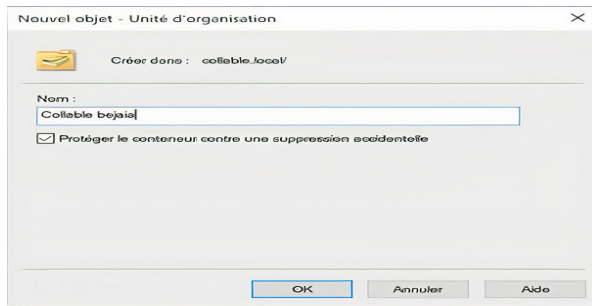 Nouvel objet - Unité d'organisation
Créer dans : collable.local/
Nom :
Collable bejaia
Protéger le conteneur contre une suppression accidentelle
OK Annuler Aide